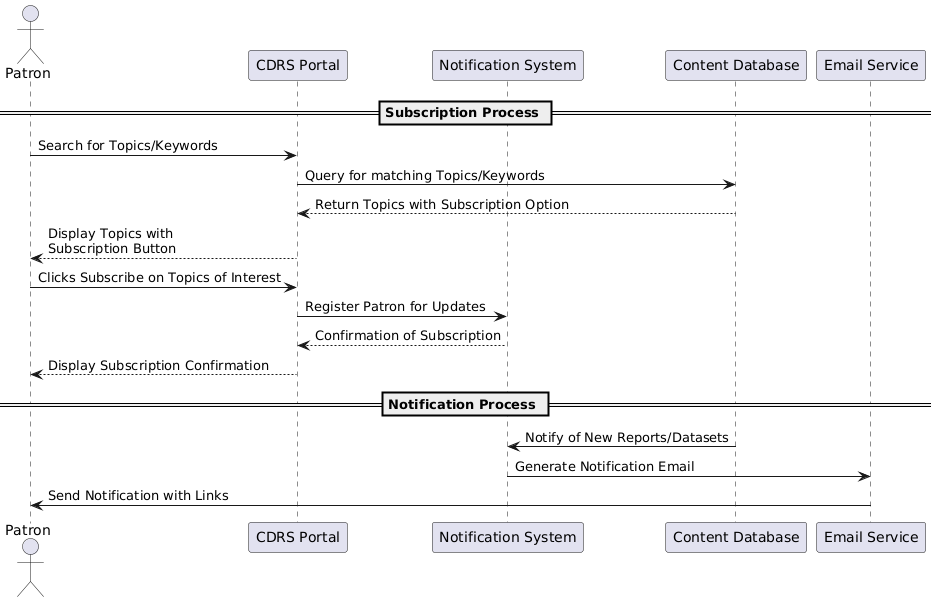 Patron
CDRS Portal
Notification System
Content Database
Email Service
Subscription Process
Search for Topics/Keywords
Query for matching Topics/Keywords
Return Topics with Subscription Option
Display Topics with
Subscription Button
Clicks Subscribe on Topics of Interest
Register Patron for Updates
Confirmation of Subscription
Display Subscription Confirmation
Notification Process
Notify of New Reports/Datasets
Generate Notification Email
Send Notification with Links
Patron
CDRS Portal
Notification System
Content Database
Email Service